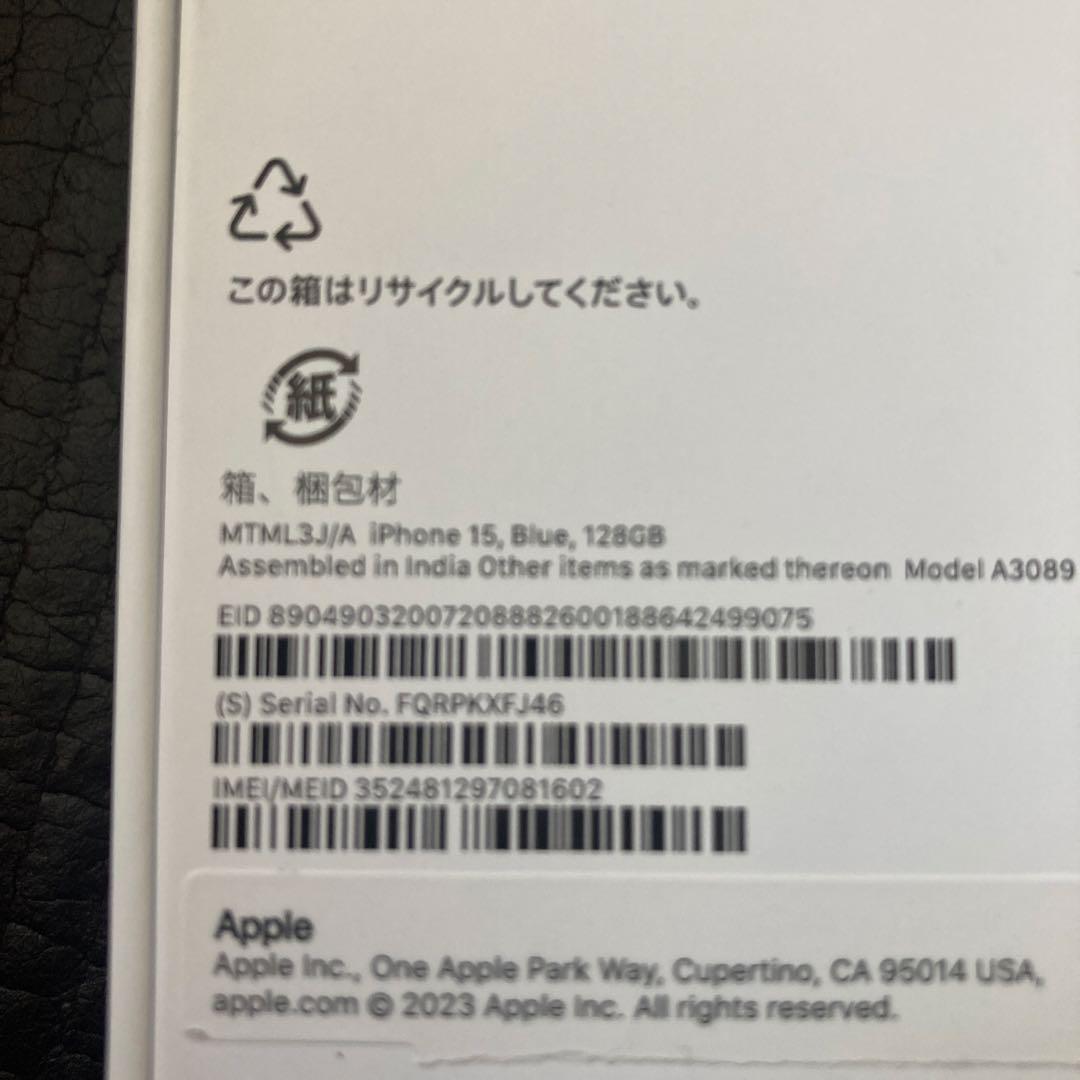 この箱はリサイクルしてください。
紙
箱、梱包材
MTML3J/A iPhone 15, Blue, 128GB
Assembled in India Other items as marked thereon Model A3089
EID 89049032007208882600188642499075
(S) Serial No. FQRPKXFJ46
IMEI/MEID 352481297081602
Apple
Apple Inc., One Apple Park Way, Cupertino, CA 95014 USA,
apple.com © 2023 Apple Inc. All rights reserved.